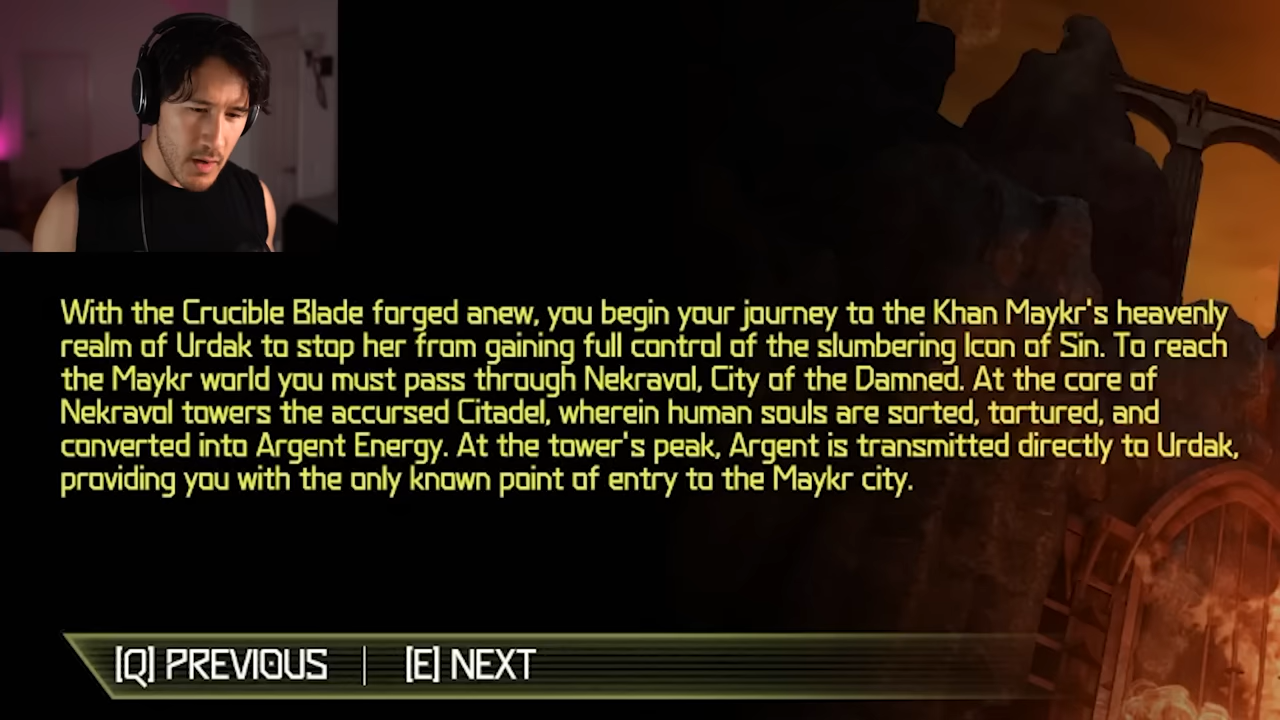 With the Crucible Blade forged anew, you begin your journey to the Khan Maykr's heavenly
realm of Urdak to stop her from gaining full control of the slumbering Icon of Sin. To reach
the Maykr world you must pass through Nekravol, City of the Damned. At the core of
Nekravol towers the accursed Citadel, wherein human souls are sorted, tortured, and
converted into Argent Energy. At the tower's peak, Argent is transmitted directly to Urdak,
providing you with the only known point of entry to the Maykr city.
[Q] PREVIOUS | [E] NEXT